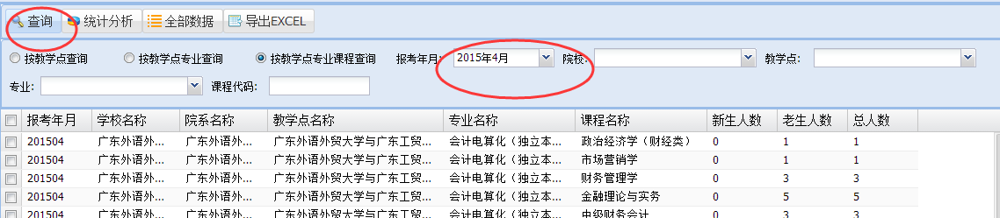 查询 统计分析 全部数据 导出EXCEL
按教学点查询 按教学点专业查询 按教学点专业课程查询 报考年月: 2015年4月 院校: 教学点:
专业: 课程代码:
报考年月 学校名称 院系名称 教学点名称 专业名称 课程名称 新生人数 老生人数 总人数
201504 广东外语外... 广东外语外... 广东外语外贸大学与广东工贸... 会计电算化（独立本... 政治经济学（财经类） 0 1 1
201504 广东外语外... 广东外语外... 广东外语外贸大学与广东工贸... 会计电算化（独立本... 市场营销学 0 1 1
201504 广东外语外... 广东外语外... 广东外语外贸大学与广东工贸... 会计电算化（独立本... 财务管理学 0 3 3
201504 广东外语外... 广东外语外... 广东外语外贸大学与广东工贸... 会计电算化（独立本... 金融理论与实务 0 5 5
201504 广东外语外... 广东外语外... 广东外语外贸大学与广东工贸... 会计电算化（独立本... 中级财务会计 0 3 3